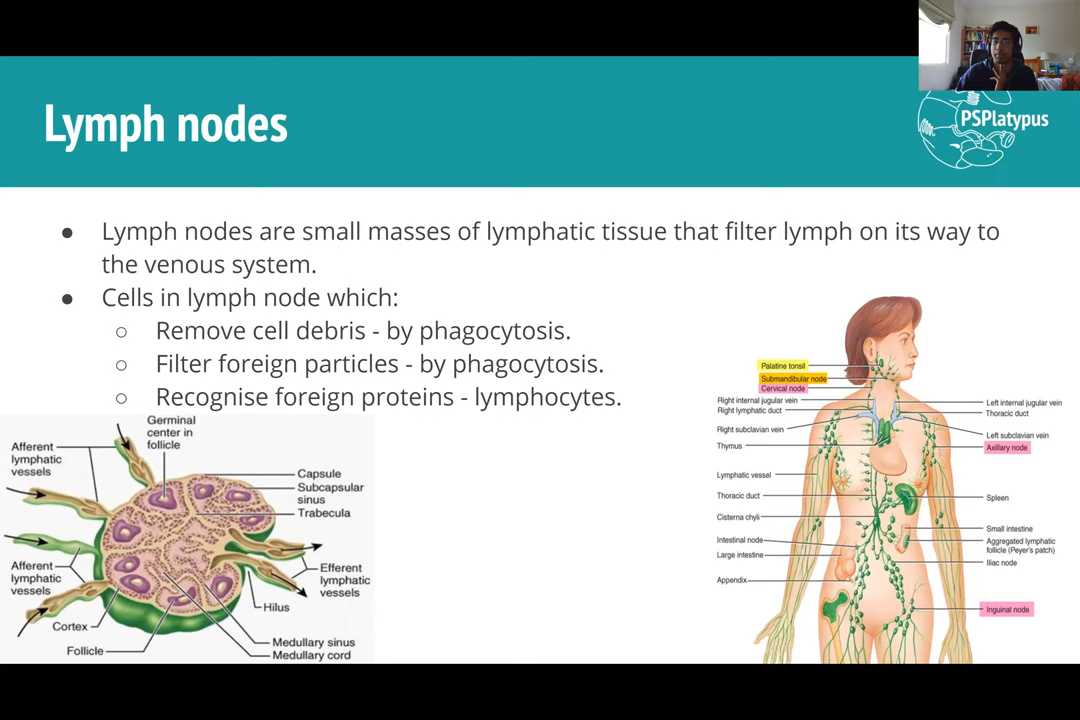 Lymph nodes
PSPlatypus
● Lymph nodes are small masses of lymphatic tissue that filter lymph on its way to
the venous system.
● Cells in lymph node which:
○ Remove cell debris - by phagocytosis.
○ Filter foreign particles - by phagocytosis.
○ Recognise foreign proteins - lymphocytes.
Germinal
center in
follicle
Afferent
lymphatic
vessels
Capsule
Subcapsular
sinus
Trabecula
Afferent
lymphatic
vessels
Efferent
lymphatic
vessels
Hilus
Cortex
Follicle
Medullary sinus
Medullary cord
Palatine tonsil
Submandibular node
Cervical node
Right internal jugular vein
Right lymphatic duct
Right subclavian vein
Thymus
Lymphatic vessel
Thoracic duct
Cisterna chyli
Intestinal node
Large intestine
Appendix
Left internal jugular vein
Thoracic duct
Left subclavian vein
Axillary node
Spleen
Small intestine
Aggregated lymphatic
follicle (Peyer's patch)
Iliac node
Inguinal node